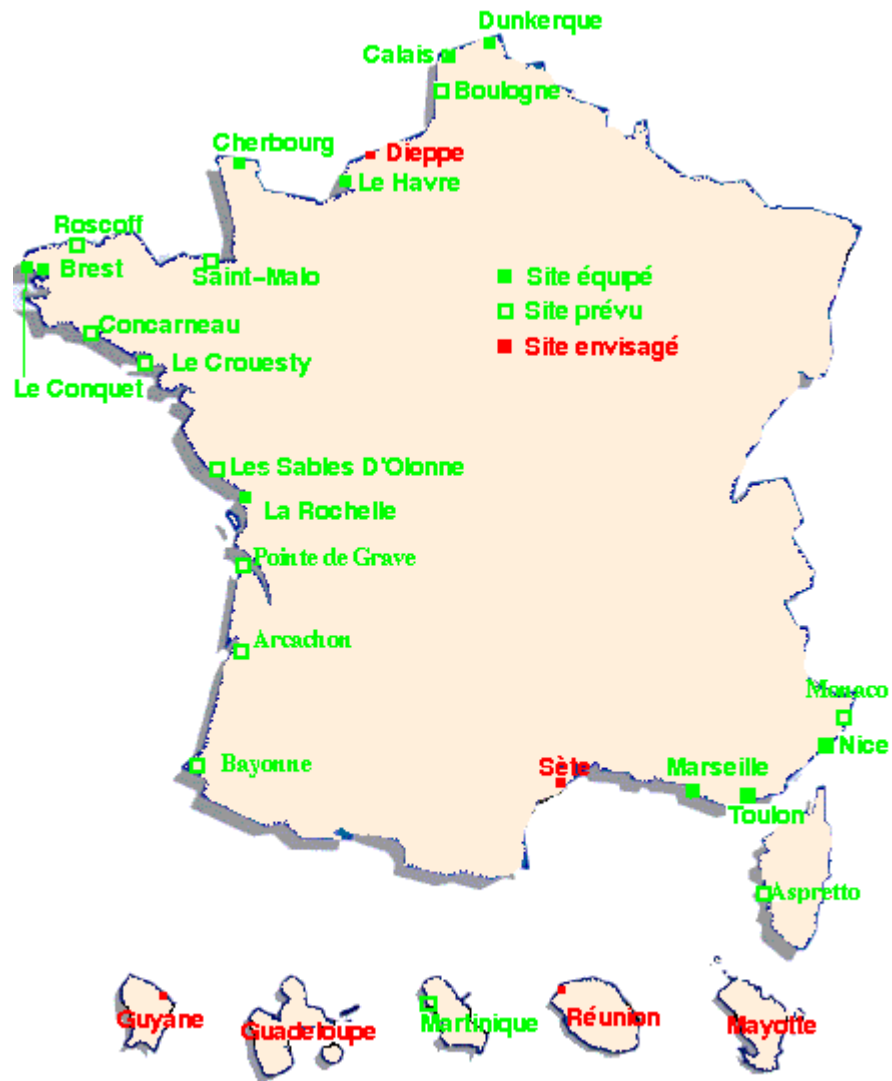 Dunkerque
Calais
Boulogne
Cherbourg
Dieppe
Le Havre
Roscoff
Brest
Saint-Malo
Site équipé
Site prévu
Site envisagé
Concarneau
Le Crouesty
Le Conquet
Les Sables D'Olonne
La Rochelle
Pointe de Grave
Arcachon
Monaco
Nice
Bayonne
Sète
Marseille
Toulon
Aspretto
Guyane
Guadeloupe
Martinique
Réunion
Mayotte